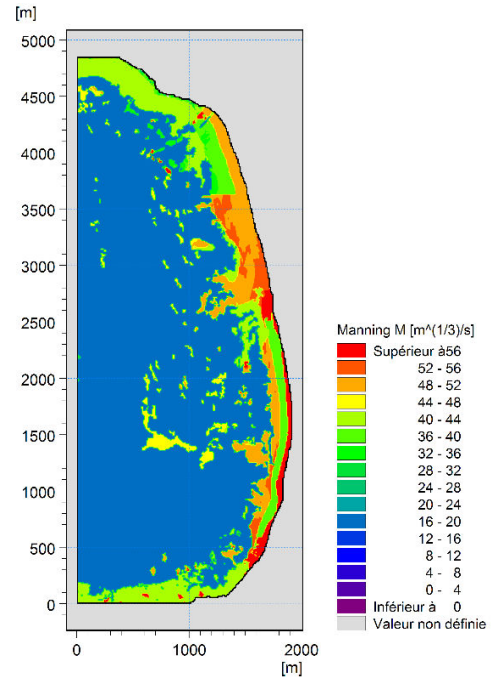 [m]
5000
4500
4000
3500
3000
2500
2000
1500
1000
500
0
0 1000 2000
[m]
Manning M [m^(1/3)/s]
Supérieur à56
52 - 56
48 - 52
44 - 48
40 - 44
36 - 40
32 - 36
28 - 32
24 - 28
20 - 24
16 - 20
12 - 16
8 - 12
4 - 8
0 - 4
Inférieur à 0
Valeur non définie